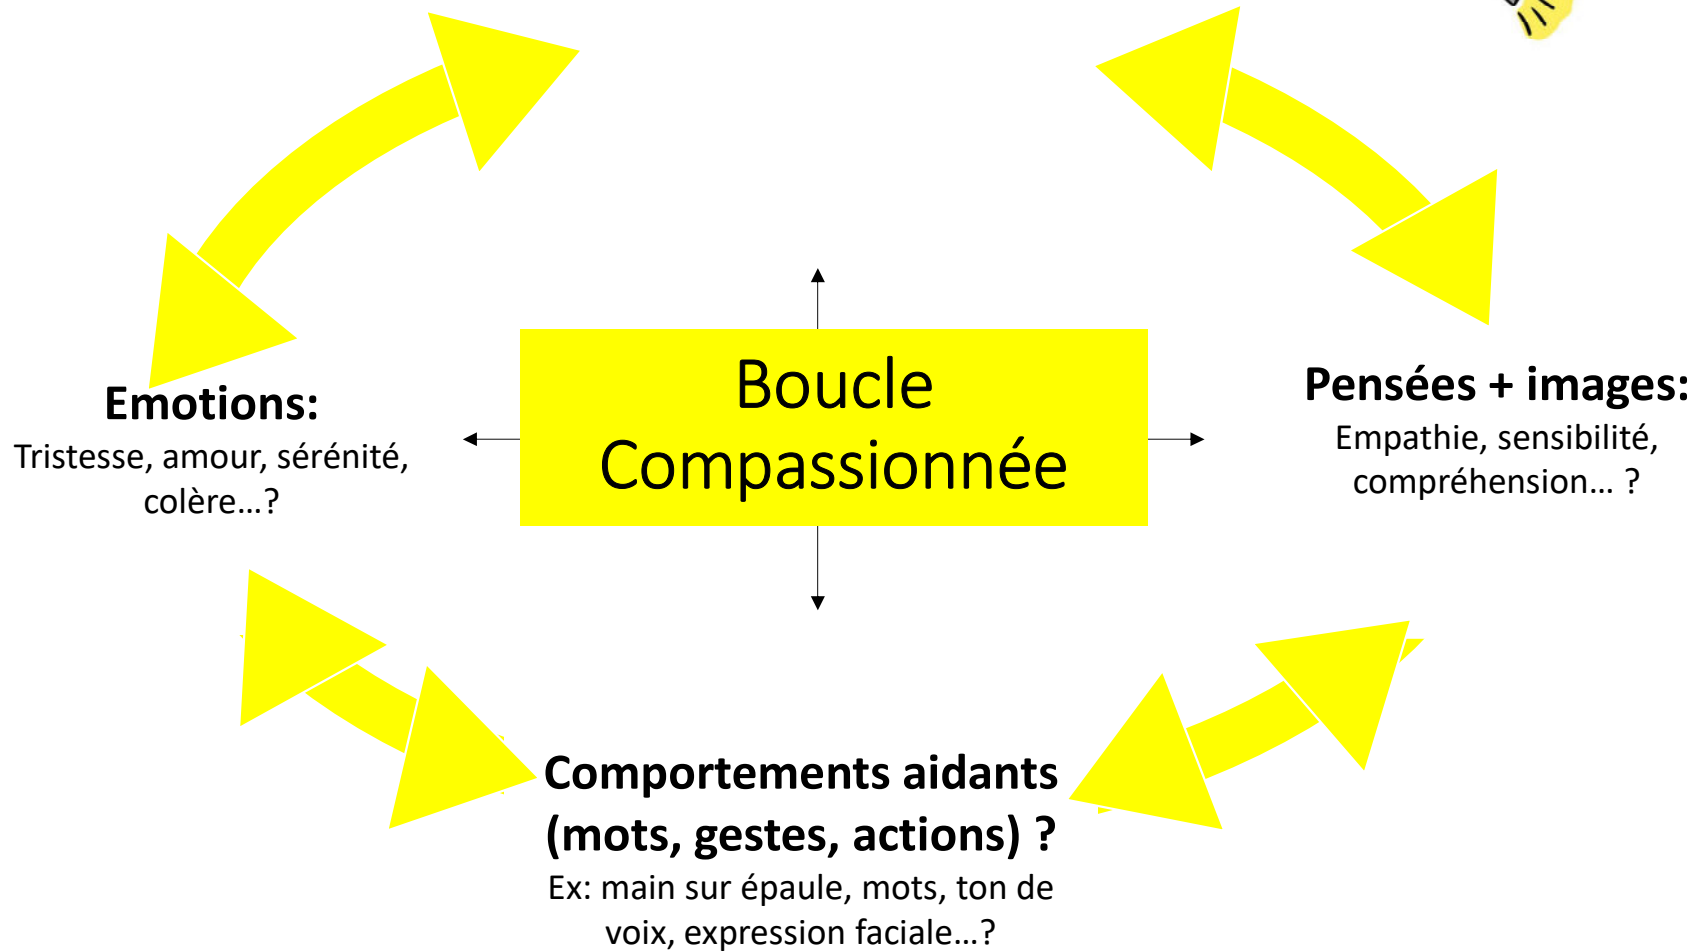 Boucle
Compassionnée
Emotions:
Tristesse, amour, sérénité,
colère...?
Pensées + images:
Empathie, sensibilité,
compréhension... ?
Comportements aidants
(mots, gestes, actions) ?
Ex: main sur épaule, mots, ton de
voix, expression faciale...?